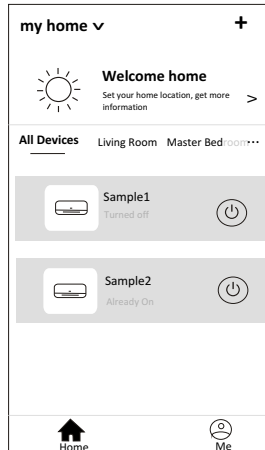 my home
+
Welcome home
Set your home location, get more
information
>
All Devices Living Room Master Bedroom ...
Sample1
Turned off
Sample2
Already On
Home Me